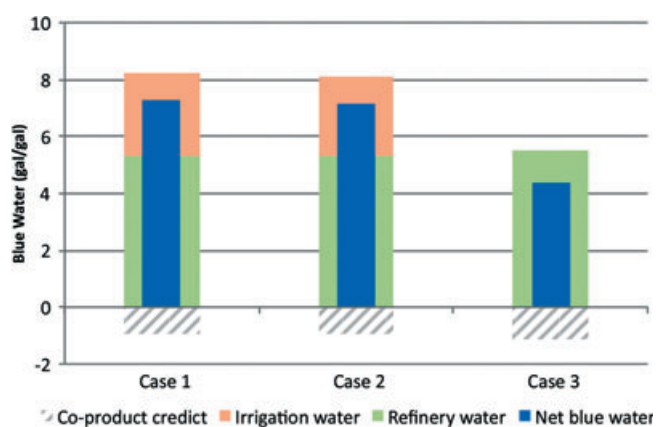 10
8
6
4
2
0
-2
Blue Water (gal/gal)
Case 1 Case 2 Case 3
Co-product credict Irrigation water Refinery water Net blue water